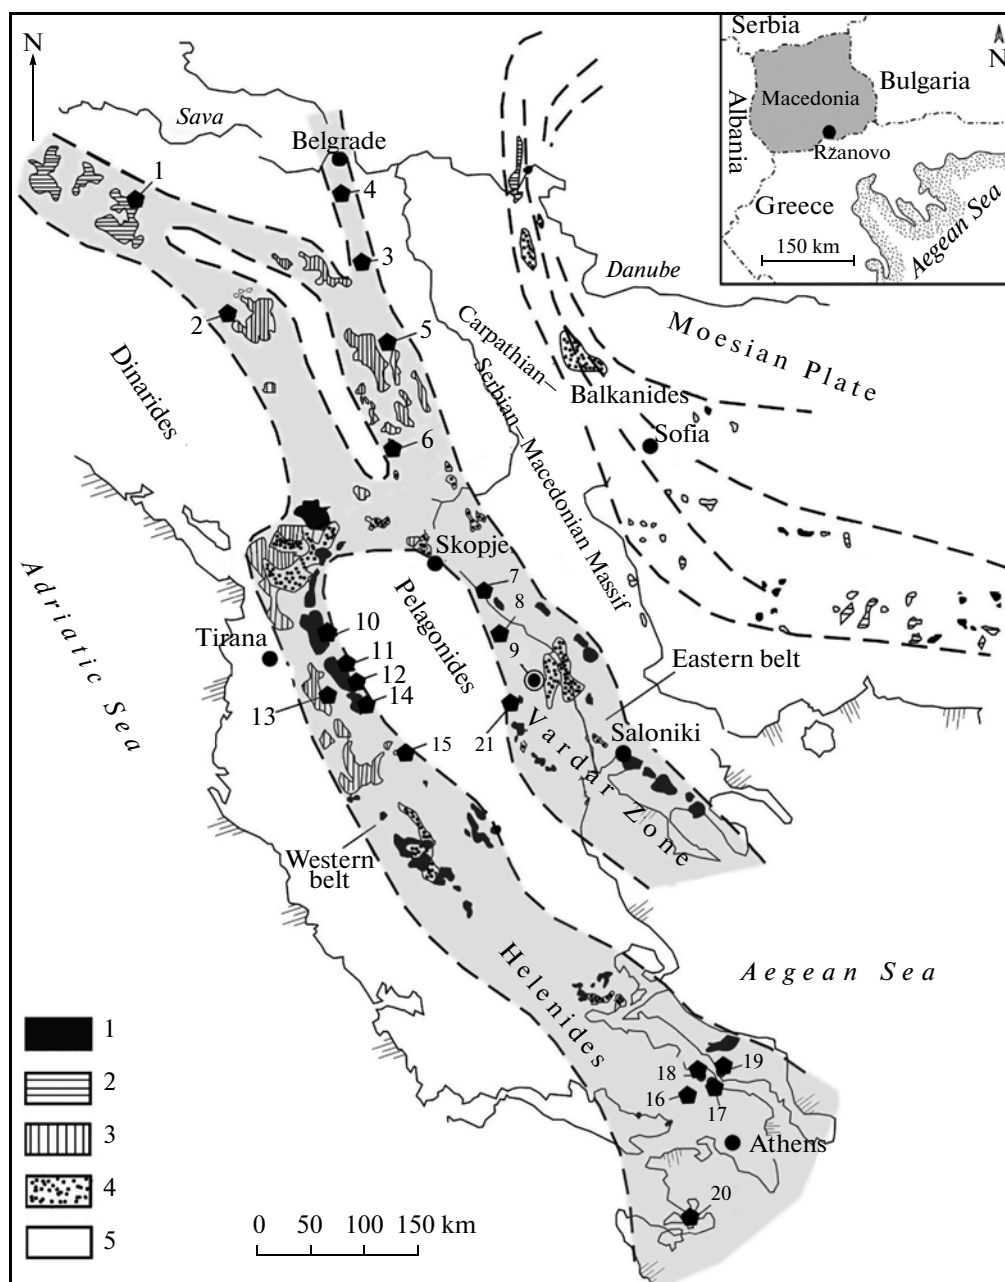 N
Sava
Belgrade
1
4
3
2
5
6
Danube
Carpathian–
Balkanides
Moesian Plate
Serbian–Macedonian Massif
Sofia
Dinarides
Skopje
Adriatic Sea
Pelagonides
Tirana
7
8
9
10
11
12
13
14
15
21
Eastern belt
Saloniki
Vardar Zone
Western
belt
Helenides
Aegean Sea
18
19
16
17
Athens
20
1
2
3
4
5
0 50 100 150 km
Serbia
N
Bulgaria
Albania
Macedonia
Ržanovo
Greece
150 km
Aegean Sea